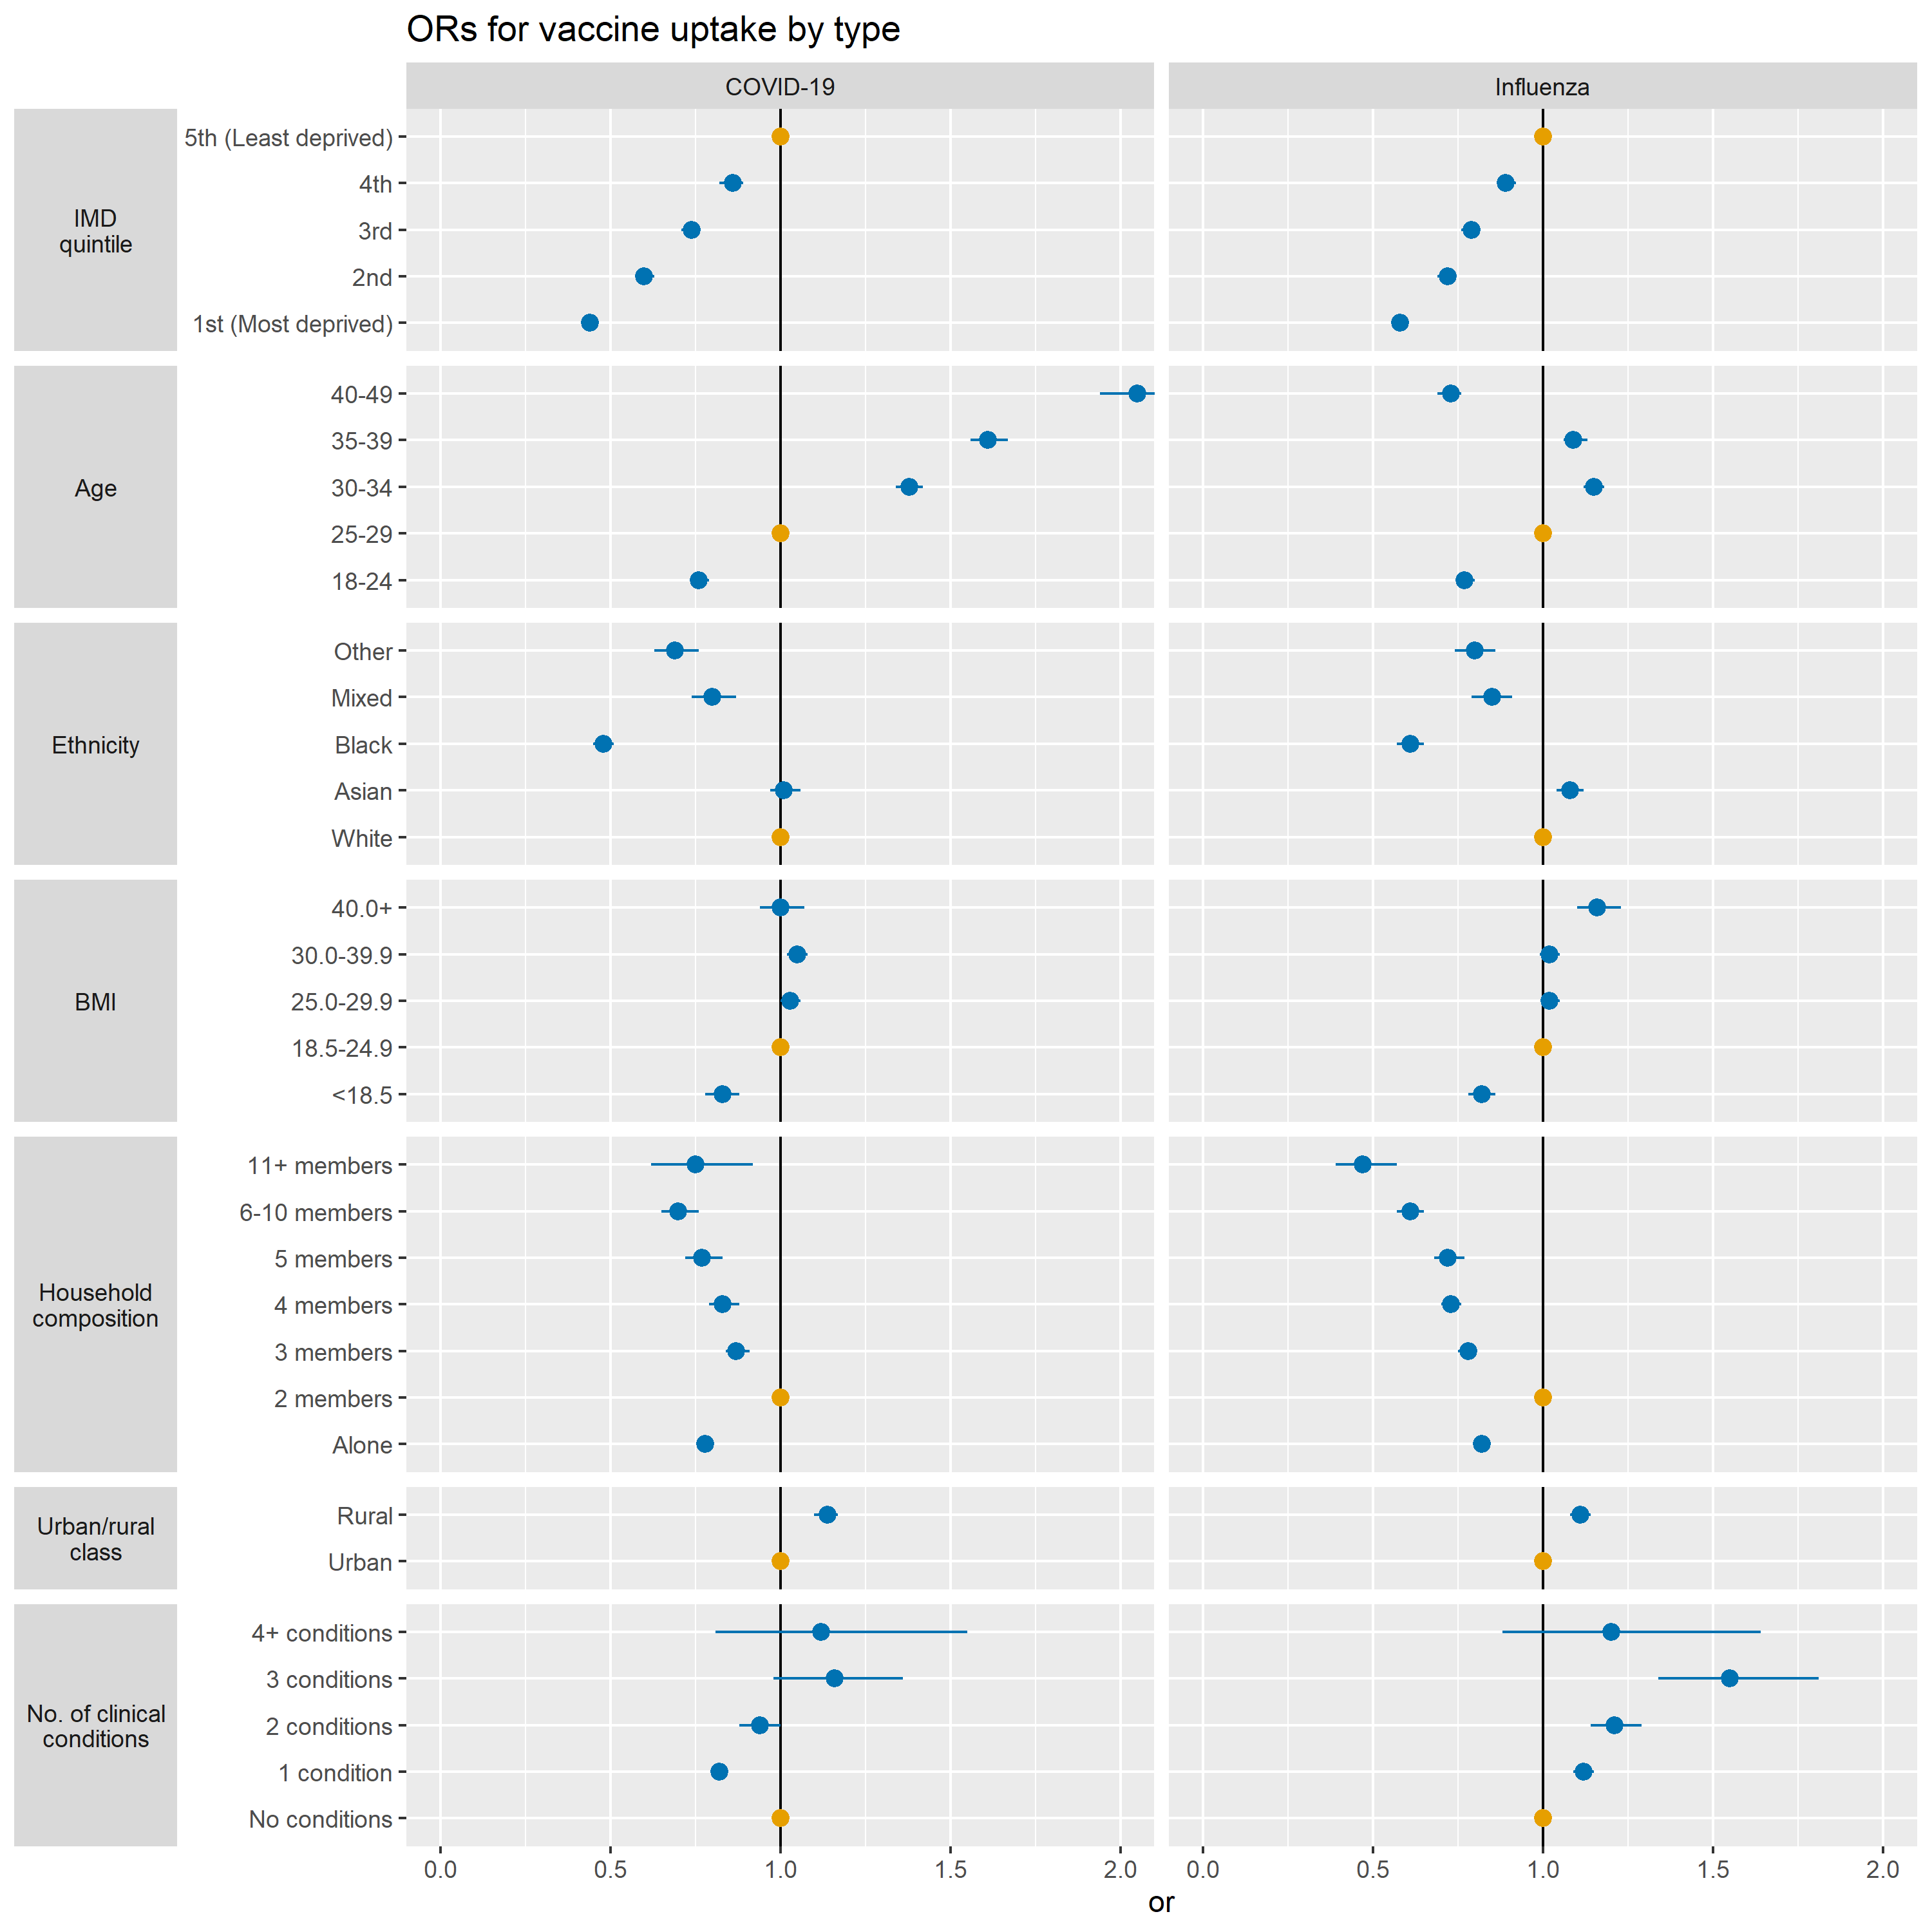 ORs for vaccine uptake by type
COVID-19
Influenza
IMD
quintile
5th (Least deprived)
4th
3rd
2nd
1st (Most deprived)
Age
40-49
35-39
30-34
25-29
18-24
Ethnicity
Other
Mixed
Black
Asian
White
BMI
40.0+
30.0-39.9
25.0-29.9
18.5-24.9
<18.5
Household
composition
11+ members
6-10 members
5 members
4 members
3 members
2 members
Alone
Urban/rural
class
Rural
Urban
No. of clinical
conditions
4+ conditions
3 conditions
2 conditions
1 condition
No conditions
0.0 0.5 1.0 1.5 2.0 0.0 0.5 1.0 1.5 2.0
or